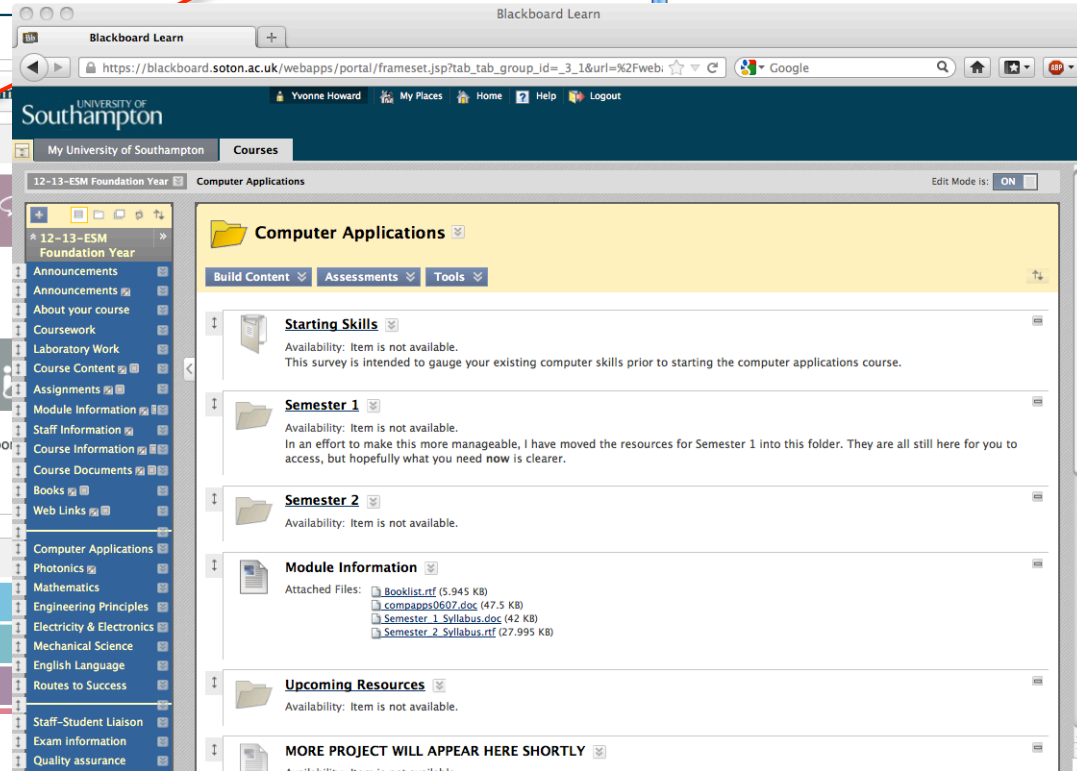 Blackboard Learn
Blackboard Learn
https://blackboard.soton.ac.uk/webapps/portal/frameset.jsp?tab_tab_group_id=_3_1&url=%2Fweb
Google
ABP
Yvonne Howard My Places Home Help Logout
UNIVERSITY OF
Southampton
My University of Southampton Courses
12-13-ESM Foundation Year Computer Applications Edit Mode is: ON
12-13-ESM
Foundation Year
Announcements
Announcements
About your course
Coursework
Laboratory Work
Course Content
Assignments
Module Information
Staff Information
Course Information
Course Documents
Books
Web Links
Computer Applications
Photonics
Mathematics
Engineering Principles
Electricity & Electronics
Mechanical Science
English Language
Routes to Success
Staff-Student Liaison
Exam information
Quality assurance
Computer Applications
Build Content Assessments Tools
Starting Skills
Availability: Item is not available.
This survey is intended to gauge your existing computer skills prior to starting the computer applications course.
Semester 1
Availability: Item is not available.
In an effort to make this more manageable, I have moved the resources for Semester 1 into this folder. They are all still here for you to
access, but hopefully what you need now is clearer.
Semester 2
Availability: Item is not available.
Module Information
Attached Files: Booklist.rtf (5.945 KB)
compapps0607.doc (47.5 KB)
Semester_1_Syllabus.doc (42 KB)
Semester_2_Syllabus.rtf (27.995 KB)
Upcoming Resources
Availability: Item is not available.
MORE PROJECT WILL APPEAR HERE SHORTLY
Availability: Item is not available.